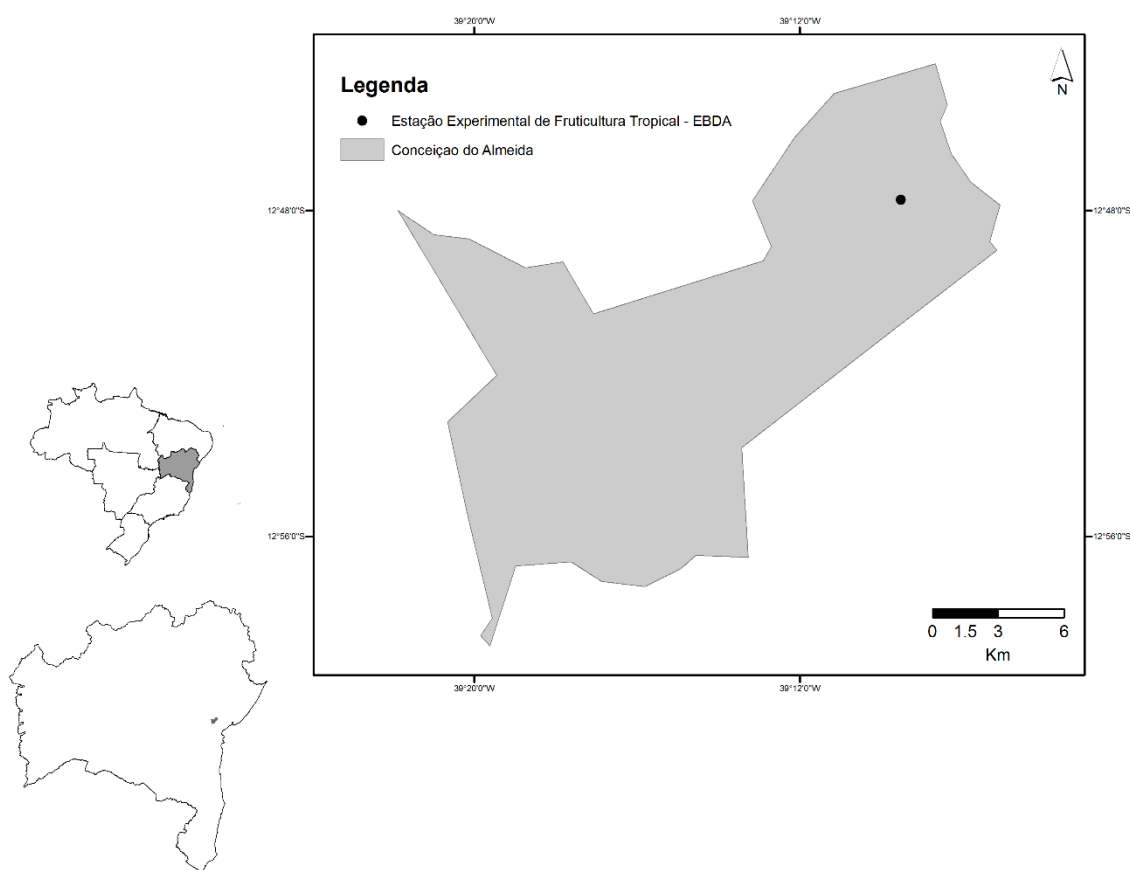 39°20'0"W
39°12'0"W
Legenda
N
Estação Experimental de Fruticultura Tropical - EBDA
Conceiçao do Almeida
12°48'0"S
12°48'0"S
12°56'0"S
12°56'0"S
0 1.5 3 6
Km
39°20'0"W
39°12'0"W